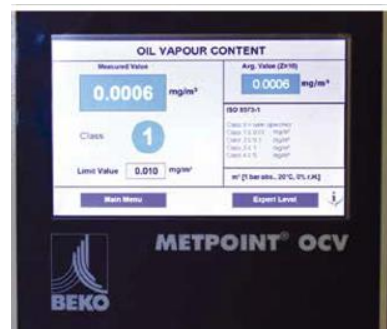 OIL VAPOUR CONTENT
Measured Value
0.0006 mg/m³
Class 1
Limit Value 0.010 mg/m³
Avg. Value (Z=10)
0.0006 mg/m³
ISO 8573-1
m³ [1 bar abs., 20°C, 0% r.H.]
Main Menu
Expert Level
i
METPOINT® OCV
BEKO